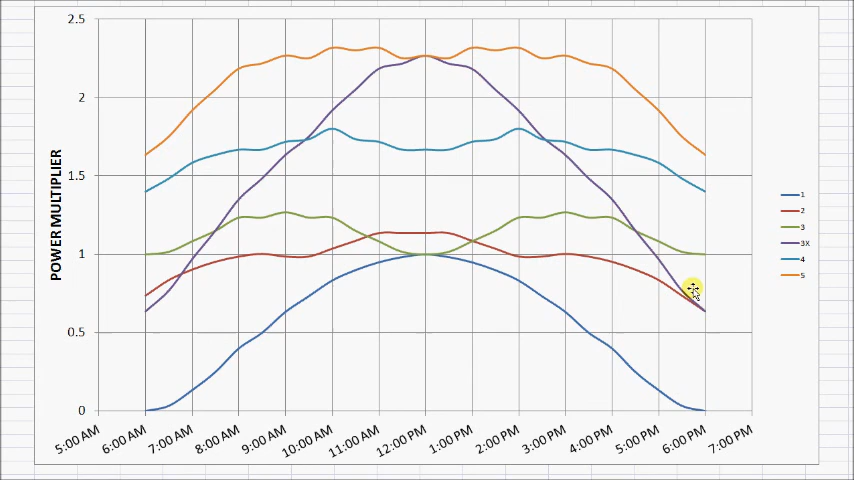 2.5
2
1.5
1
0.5
0
POWER MULTIPLIER
5:00 AM
6:00 AM
7:00 AM
8:00 AM
9:00 AM
10:00 AM
11:00 AM
12:00 PM
1:00 PM
2:00 PM
3:00 PM
4:00 PM
5:00 PM
6:00 PM
7:00 PM
1
2
3
3X
4
5